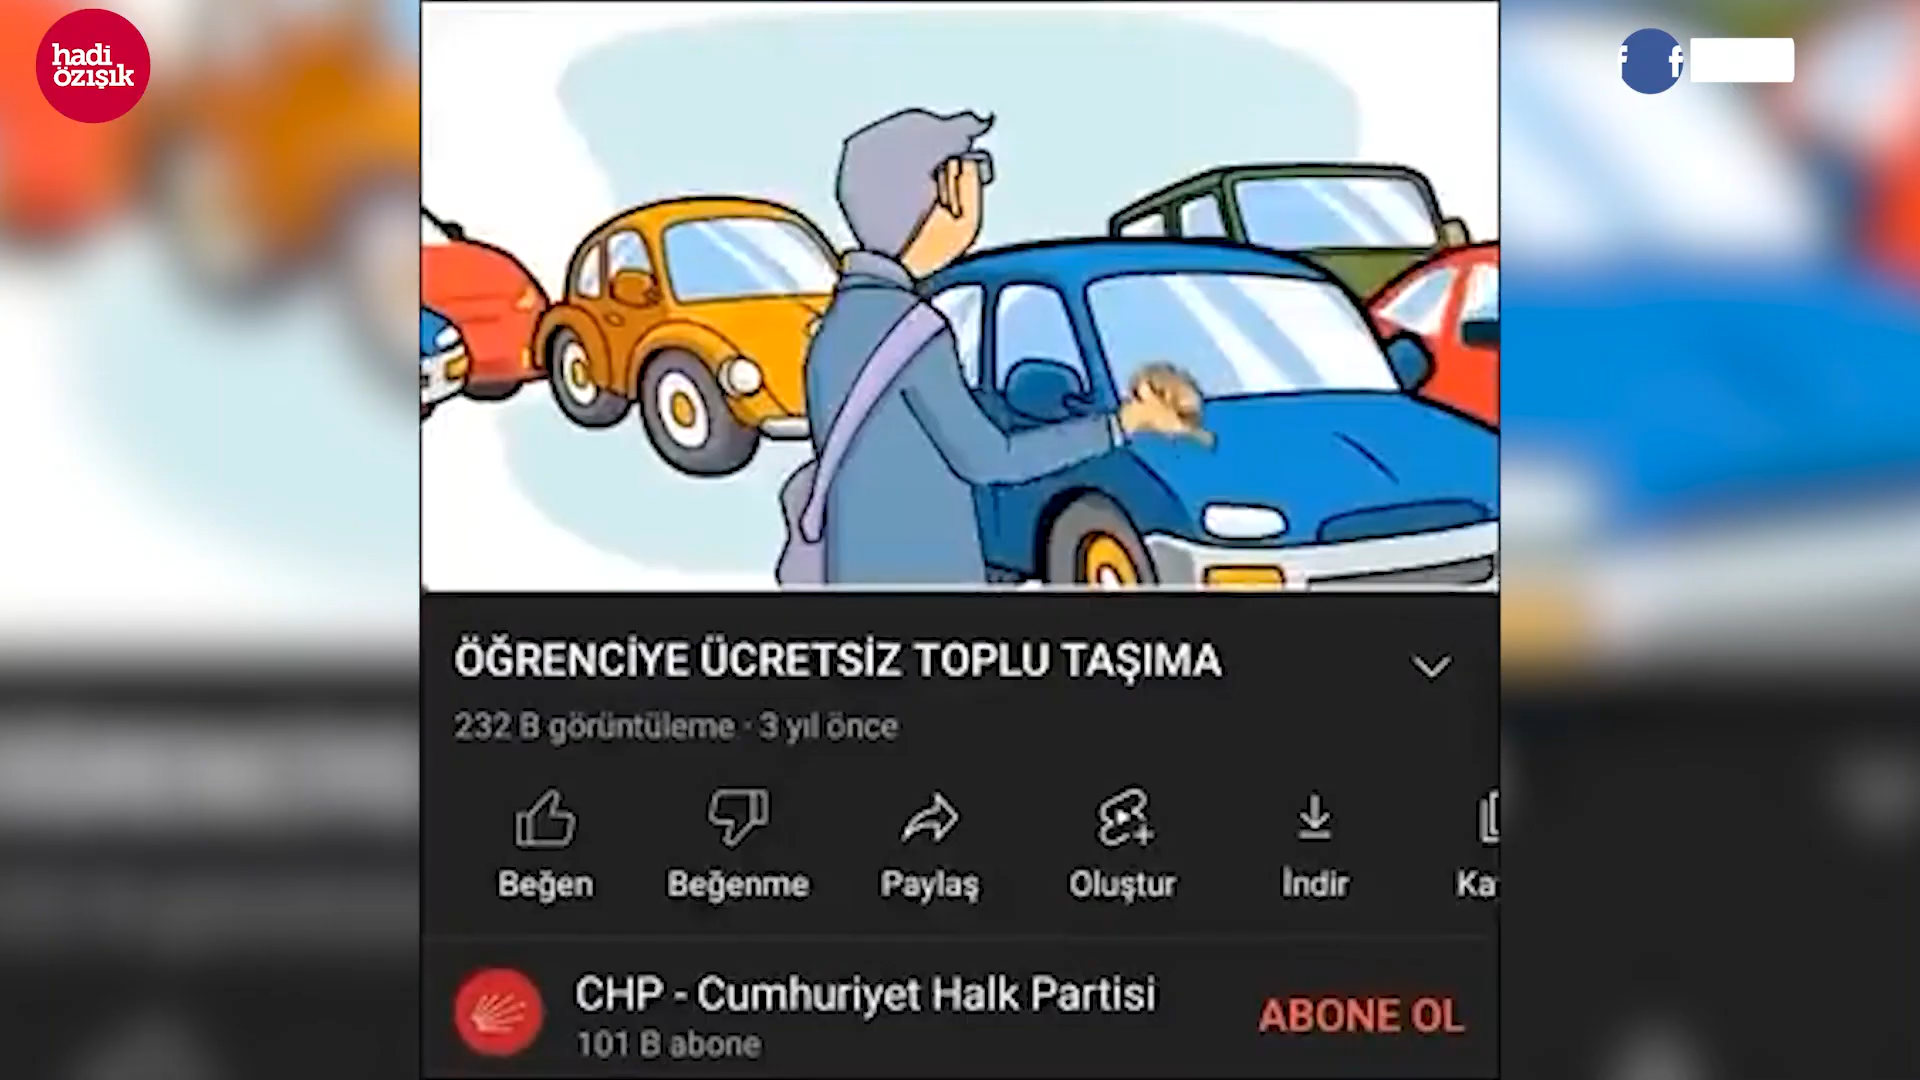 hadi
özışık
f f
ÖĞRENCİYE ÜCRETSİZ TOPLU TAŞIMA
232 B görüntüleme · 3 yıl önce
Beğen Beğenme Paylaş Oluştur İndir Ka
CHP - Cumhuriyet Halk Partisi
101 B abone
ABONE OL